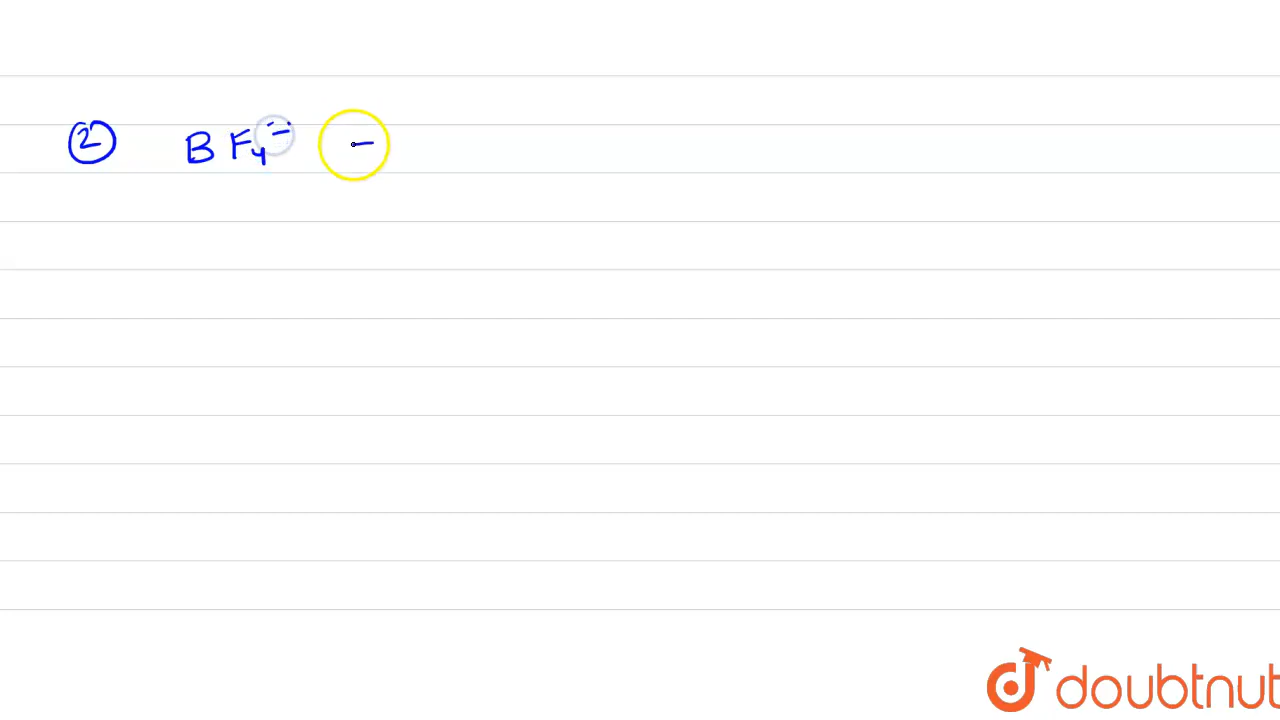 ② BF₄⁻ –
doubtnut